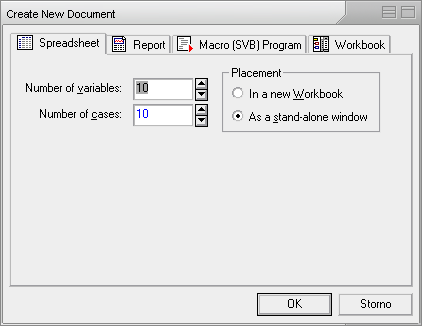 Create New Document
Spreadsheet Report Macro (SVB) Program Workbook
Number of variables: 10
Number of cases: 10
Placement
In a new Workbook
As a stand-alone window
OK Storno